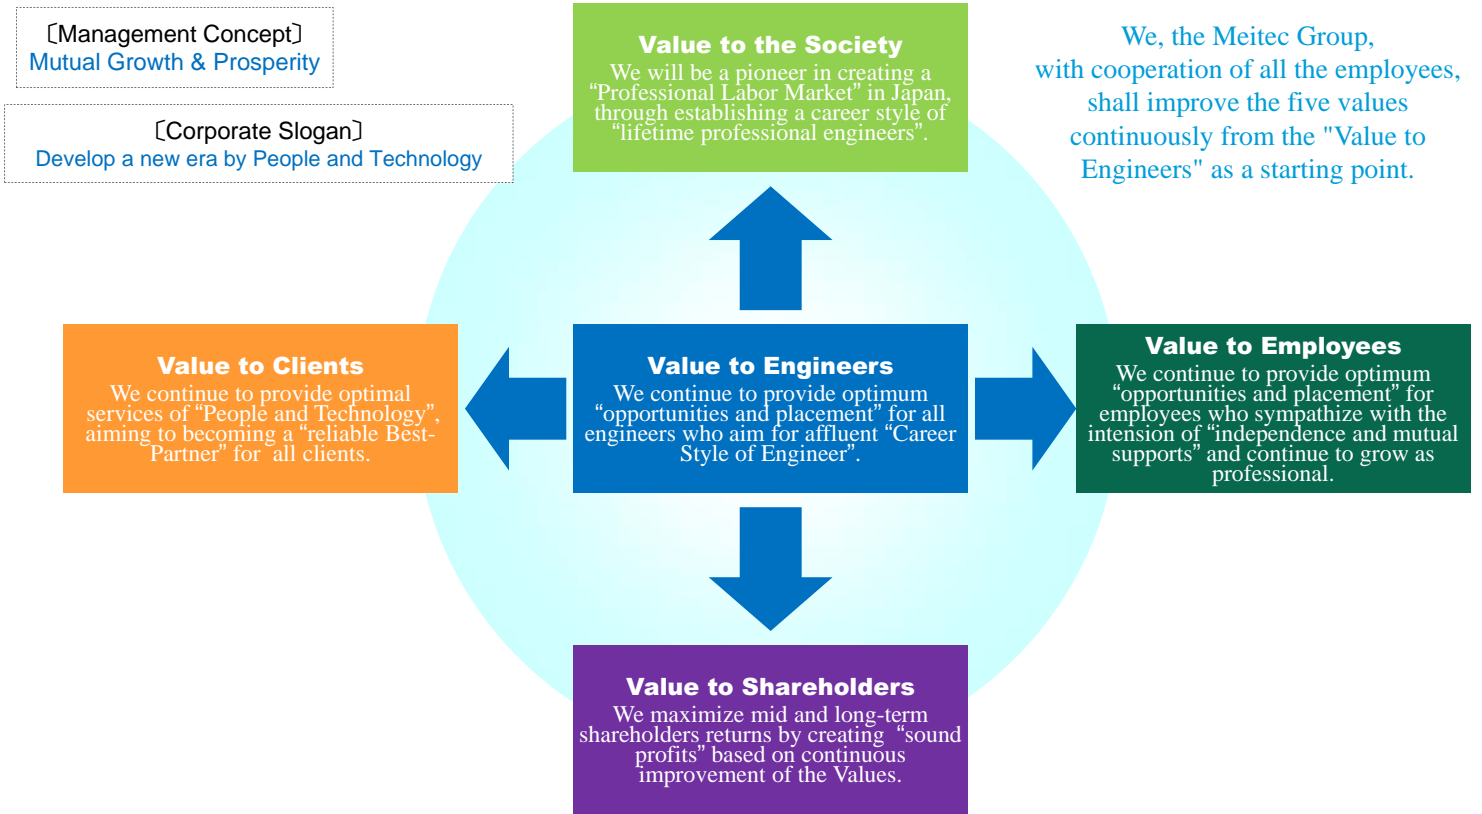 〔Management Concept〕
Mutual Growth & Prosperity
〔Corporate Slogan〕
Develop a new era by People and Technology
Value to the Society
We will be a pioneer in creating a
“Professional Labor Market” in Japan,
through establishing a career style of
“lifetime professional engineers”.
We, the Meitec Group,
with cooperation of all the employees,
shall improve the five values
continuously from the "Value to
Engineers" as a starting point.
Value to Clients
We continue to provide optimal
services of “People and Technology”,
aiming to becoming a “reliable Best-
Partner” for all clients.
Value to Engineers
We continue to provide optimum
“opportunities and placement” for all
engineers who aim for affluent “Career
Style of Engineer”.
Value to Employees
We continue to provide optimum
“opportunities and placement” for
employees who sympathize with the
intension of “independence and mutual
supports” and continue to grow as
professional.
Value to Shareholders
We maximize mid and long-term
shareholders returns by creating “sound
profits” based on continuous
improvement of the Values.